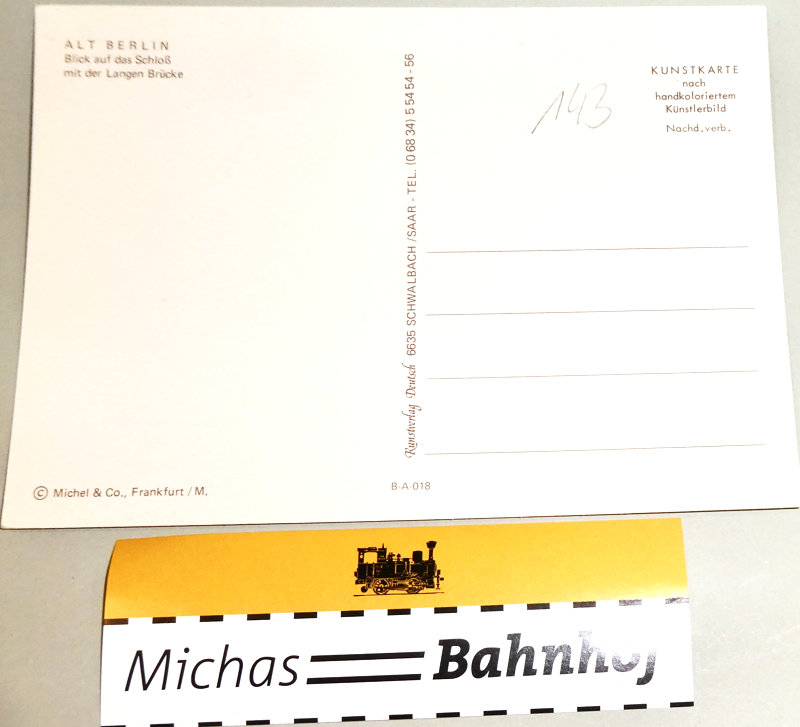 ALT BERLIN
Blick auf das Schloß
mit der Langen Brücke
KUNSTKARTE
nach
handkoloriertem
Künstlerbild
Nachd. verb.
143
Kunstverlag Deutsch 6635 SCHWALBACH/SAAR - TEL. (0 68 34) 5 54 54 - 56
© Michel & Co., Frankfurt/M.
B-A-018
Michas Bahnhof